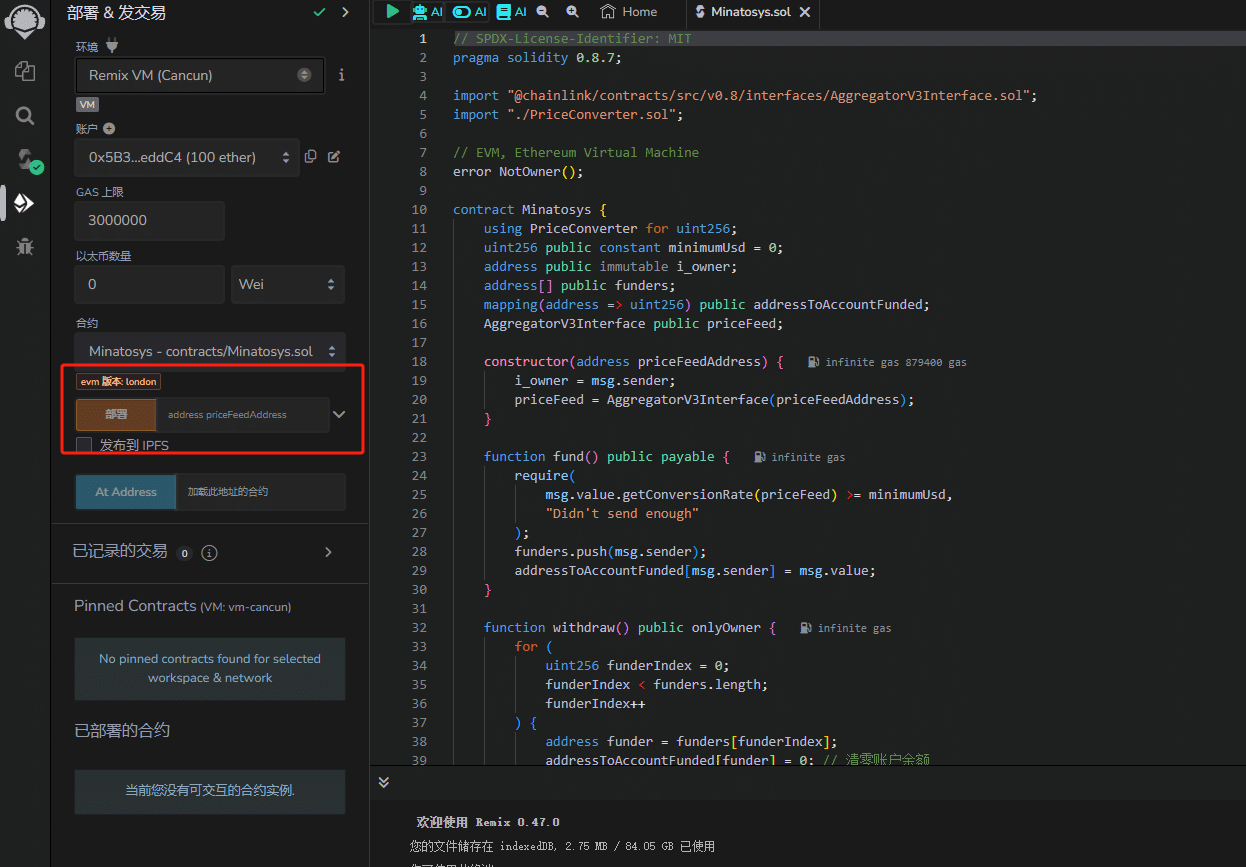 部署 & 发交易
环境
Remix VM (Cancun)
VM
账户
0x5B3...eddC4 (100 ether)
GAS 上限
3000000
以太币数量
0
Wei
合约
Minatosys - contracts/Minatosys.sol
evm 版本: london
部署
address priceFeedAddress
发布到 IPFS
At Address
加载此地址的合约
已记录的交易 0
Pinned Contracts (VM: vm-cancun)
No pinned contracts found for selected
workspace & network
已部署的合约
当前您没有可交互的合约实例.
AI
AI
AI
Home
Minatosys.sol
1 // SPDX-License-Identifier: MIT
2 pragma solidity 0.8.7;
3
4 import "@chainlink/contracts/src/v0.8/interfaces/AggregatorV3Interface.sol";
5 import "./PriceConverter.sol";
6
7 // EVM, Ethereum Virtual Machine
8 error NotOwner();
9
10 contract Minatosys {
11 using PriceConverter for uint256;
12 uint256 public constant minimumUsd = 0;
13 address public immutable i_owner;
14 address[] public funders;
15 mapping(address => uint256) public addressToAccountFunded;
16 AggregatorV3Interface public priceFeed;
17
18 constructor(address priceFeedAddress) { infinite gas 879400 gas
19 i_owner = msg.sender;
20 priceFeed = AggregatorV3Interface(priceFeedAddress);
21 }
22
23 function fund() public payable { infinite gas
24 require(
25 msg.value.getConversionRate(priceFeed) >= minimumUsd,
26 "Didn't send enough"
27 );
28 funders.push(msg.sender);
29 addressToAccountFunded[msg.sender] = msg.value;
30 }
31
32 function withdraw() public onlyOwner { infinite gas
33 for (
34 uint256 funderIndex = 0;
35 funderIndex < funders.length;
36 funderIndex++
37 ) {
38 address funder = funders[funderIndex];
39 addressToAccountFunded[funder] = 0; // 清零账户余额
欢迎使用 Remix 0.47.0
您的文件储存在 indexedDB, 2.75 MB / 84.05 GB 已使用